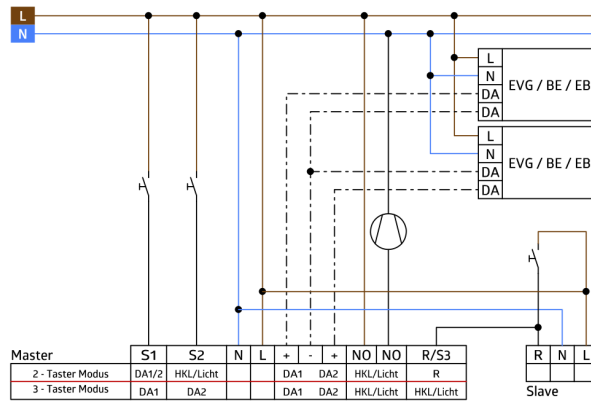 L
N
L
N
DA
DA
EVG / BE / EB
L
N
DA
DA
EVG / BE / EB
Master S1 S2 N L + - + NO NO R/S3
2 - Taster Modus DA1/2 HKL/Licht DA1 DA2 HKL/Licht R
3 - Taster Modus DA1 DA2 DA1 DA2 HKL/Licht HKL/Licht
R N L
Slave